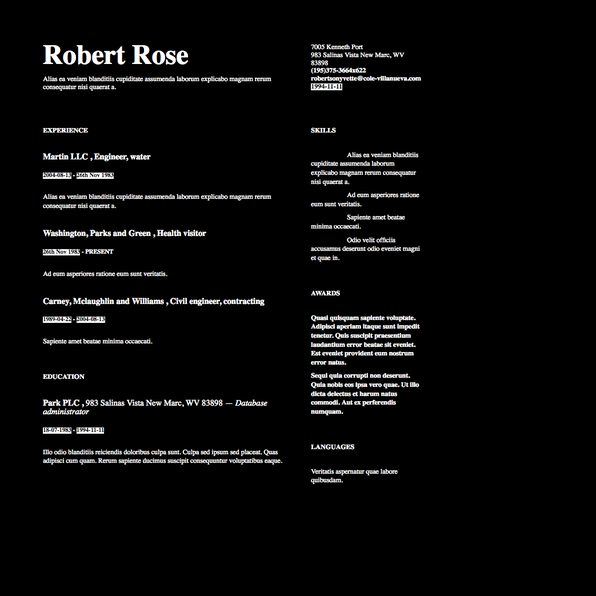 Robert Rose
Alias ea veniam blanditiis cupiditate assumenda laborum explicabo magnam rerum
consequatur nisi quaerat a.
7005 Kenneth Port
983 Salinas Vista New Marc, WV
83898
(195)375-3664x622
robertsonyvette@cole-villanueva.com
1994-11-11
EXPERIENCE
Martin LLC , Engineer, water
2004-08-13 - 26th Nov 1983
Alias ea veniam blanditiis cupiditate assumenda laborum explicabo magnam rerum
consequatur nisi quaerat a.
Washington, Parks and Green , Health visitor
26th Nov 1983 - PRESENT
Ad eum asperiores ratione eum sunt veritatis.
Carney, Mclaughlin and Williams , Civil engineer, contracting
1989-04-22 - 2004-08-13
Sapiente amet beatae minima occaecati.
EDUCATION
Park PLC , 983 Salinas Vista New Marc, WV 83898 — Database
administrator
18-07-1983 - 1994-11-11
Illo odio blanditiis reiciendis doloribus culpa sunt. Culpa sed ipsum sed placeat. Quas
adipisci cum quam. Rerum sapiente ducimus suscipit consequuntur voluptatibus eaque.
SKILLS
Alias ea veniam blanditiis
cupiditate assumenda laborum
explicabo magnam rerum consequatur
nisi quaerat a.
Ad eum asperiores ratione
eum sunt veritatis.
Sapiente amet beatae
minima occaecati.
Odio velit officiis
accusamus deserunt odio eveniet magni
et quae in.
AWARDS
Quasi quisquam sapiente voluptate.
Adipisci aperiam itaque sunt impedit
tenetur. Quis suscipit praesentium
laudantium error beatae sit eveniet.
Est eveniet provident eum nostrum
error natus.
Sequi quia corrupti non deserunt.
Quia nobis eos ipsa vero quae. Ut illo
dicta delectus et harum natus
commodi. Aut ex perferendis
numquam.
LANGUAGES
Veritatis aspernatur quae labore
quibusdam.